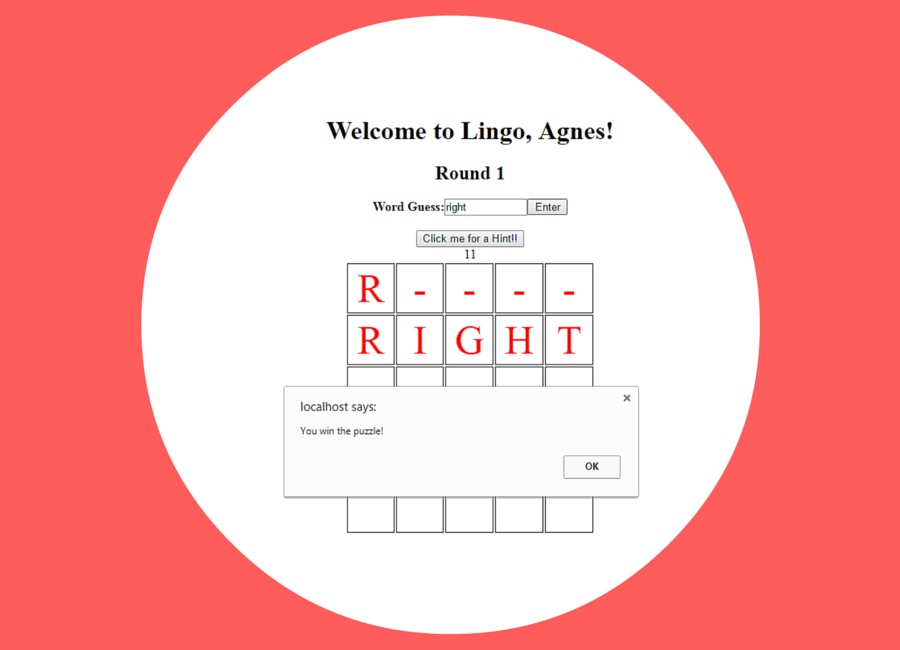 Welcome to Lingo, Agnes!
Round 1
Word Guess:right Enter
Click me for a Hint!!
11
R - - - -
R I G H T
localhost says: ×
You win the puzzle!
OK